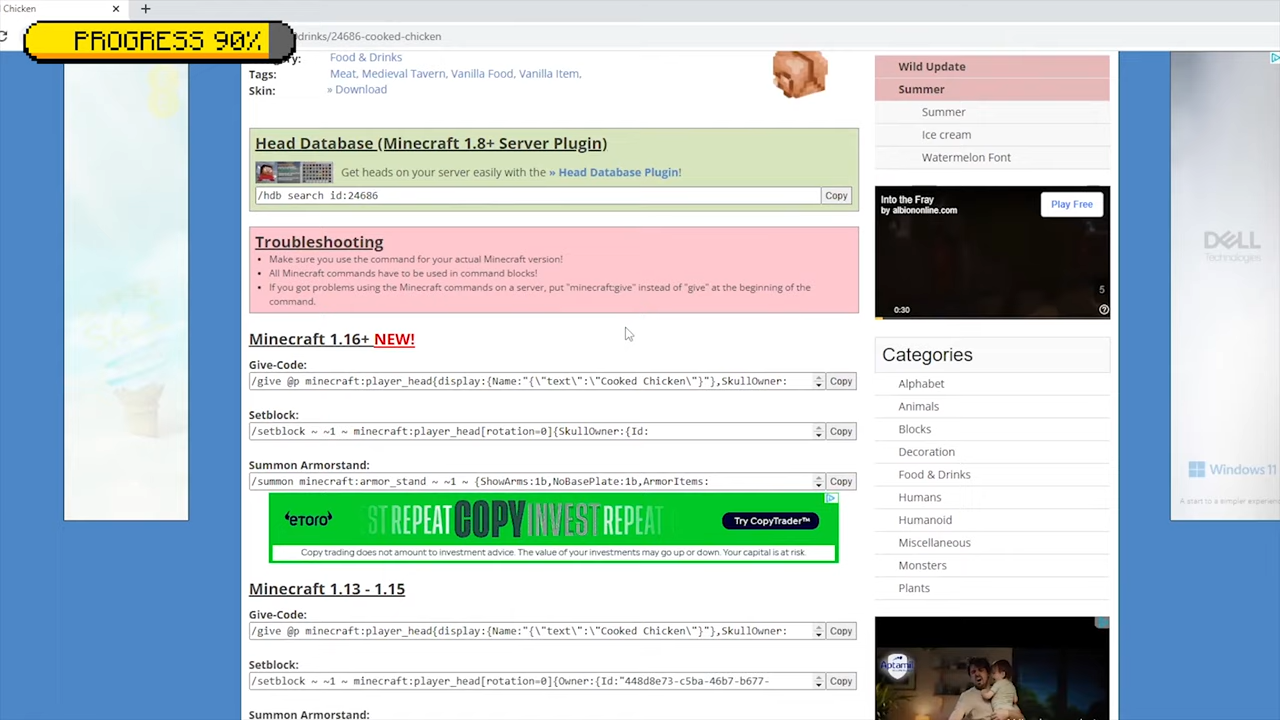 Chicken
PROGRESS 90%
drinks/24686-cooked-chicken
Food & Drinks
Tags: Meat, Medieval Tavern, Vanilla Food, Vanilla Item.
Skin: » Download
Head Database (Minecraft 1.8+ Server Plugin)
Get heads on your server easily with the » Head Database Plugin!
/hdb search id:24686 Copy
Troubleshooting
• Make sure you use the command for your actual Minecraft version!
• All Minecraft commands have to be used in command blocks!
• If you got problems using the Minecraft commands on a server, put "minecraft:give" instead of "give" at the beginning of the
command.
Minecraft 1.16+ NEW!
Give-Code:
/give @p minecraft:player_head{display:{Name:"{\"text\":\"Cooked Chicken\"}"},SkullOwner: Copy
Setblock:
/setblock ~ ~1 ~ minecraft:player_head[rotation=0]{SkullOwner:{Id: Copy
Summon Armorstand:
/summon minecraft:armor_stand ~ ~1 ~ {ShowArms:1b,NoBasePlate:1b,ArmorItems: Copy
eToro ST REPEAT COPY INVEST REPEAT Try CopyTrader™
Copy trading does not amount to investment advice. The value of your investments may go up or down. Your capital is at risk.
Minecraft 1.13 - 1.15
Give-Code:
/give @p minecraft:player_head{display:{Name:"{\"text\":\"Cooked Chicken\"}"},SkullOwner: Copy
Setblock:
/setblock ~ ~1 ~ minecraft:player_head[rotation=0]{Owner:{Id:"448d8e73-c5ba-46b7-b677- Copy
Summon Armorstand:
Wild Update
Summer
Summer
Ice cream
Watermelon Font
Into the Fray
by albiononline.com
Play Free
5
0:30
Categories
Alphabet
Animals
Blocks
Decoration
Food & Drinks
Humans
Humanoid
Miscellaneous
Monsters
Plants
Aptamil
DELL
Technologies
Windows 11
A start to a simpler